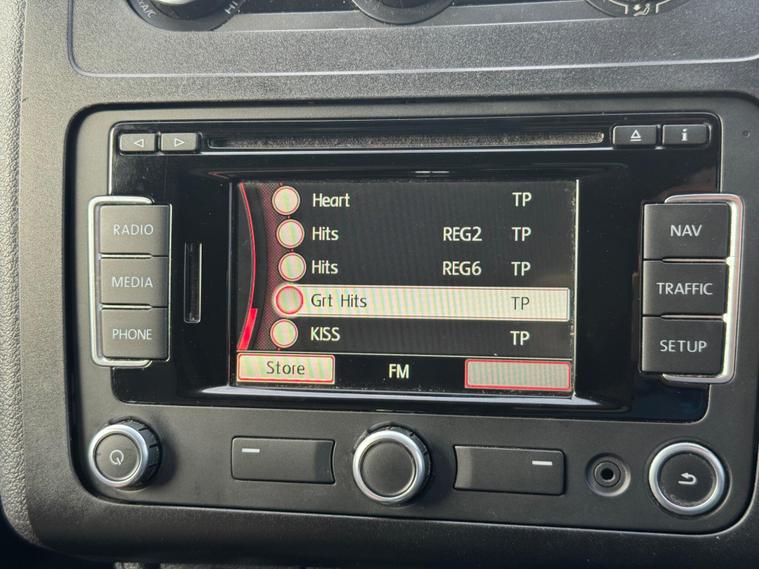 A/C
HI
RADIO
MEDIA
PHONE
Heart TP
Hits REG2 TP
Hits REG6 TP
Grt Hits TP
KISS TP
Store FM
NAV
TRAFFIC
SETUP